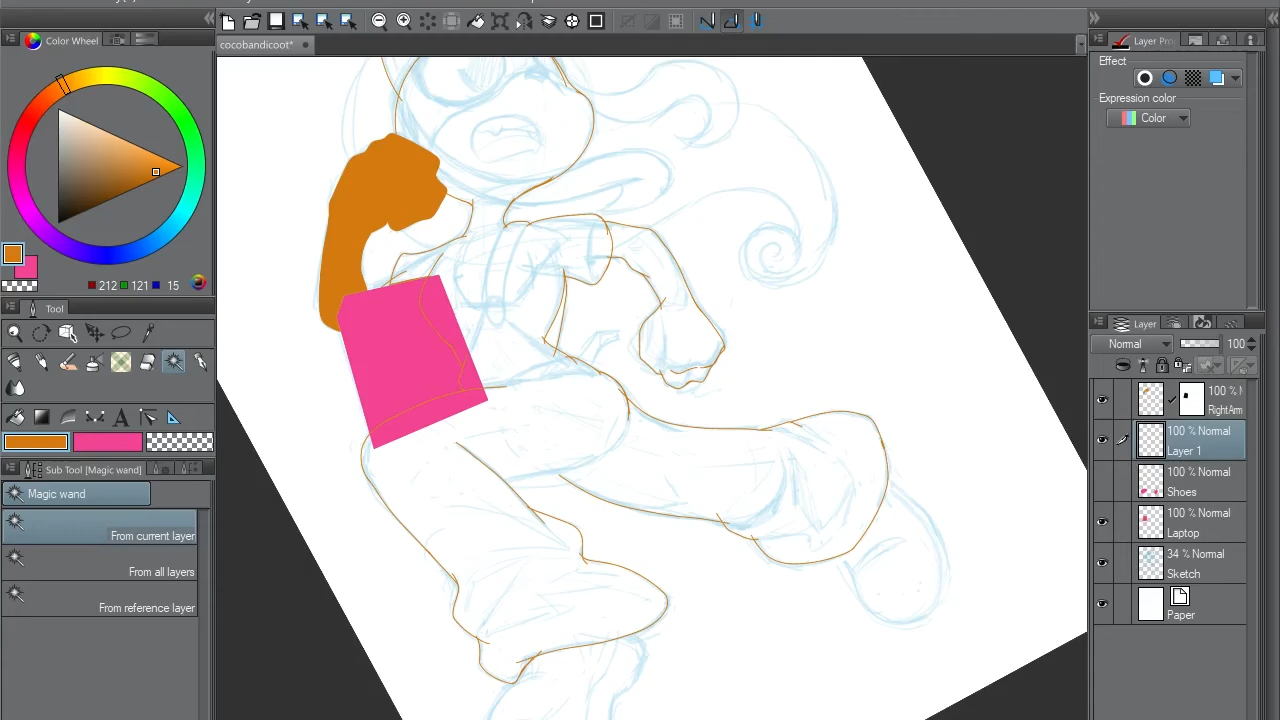 cocobandicoot*
Color Wheel
212 121 15
Tool
Sub Tool [Magic wand]
Magic wand
From current layer
From all layers
From reference layer
Layer Pro
Effect
Expression color
Color
Layer
Normal 100
100 %
RightArm
100 % Normal
Layer 1
100 % Normal
Shoes
100 % Normal
Laptop
34 % Normal
Sketch
Paper